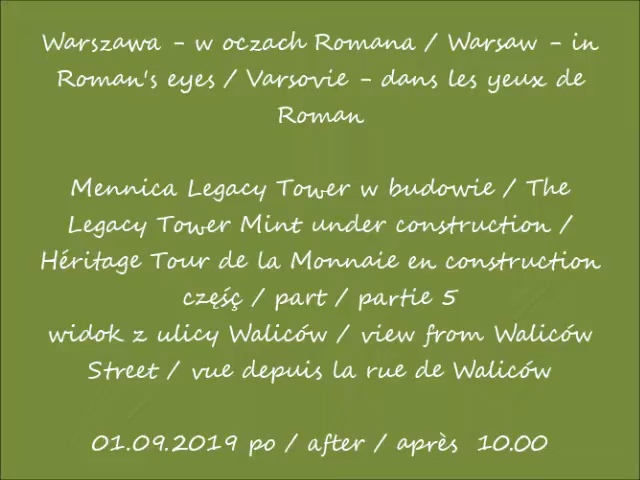 Warszawa - w oczach Romana / Warsaw - in
Roman's eyes / Varsovie - dans les yeux de
Roman
Mennica Legacy Tower w budowie / The
Legacy Tower Mint under construction /
Héritage Tour de la Monnaie en construction
częśç / part / partie 5
widok z ulicy Waliców / view from Waliców
Street / vue depuis la rue de Waliców
01.09.2019 po / after / après 10.00